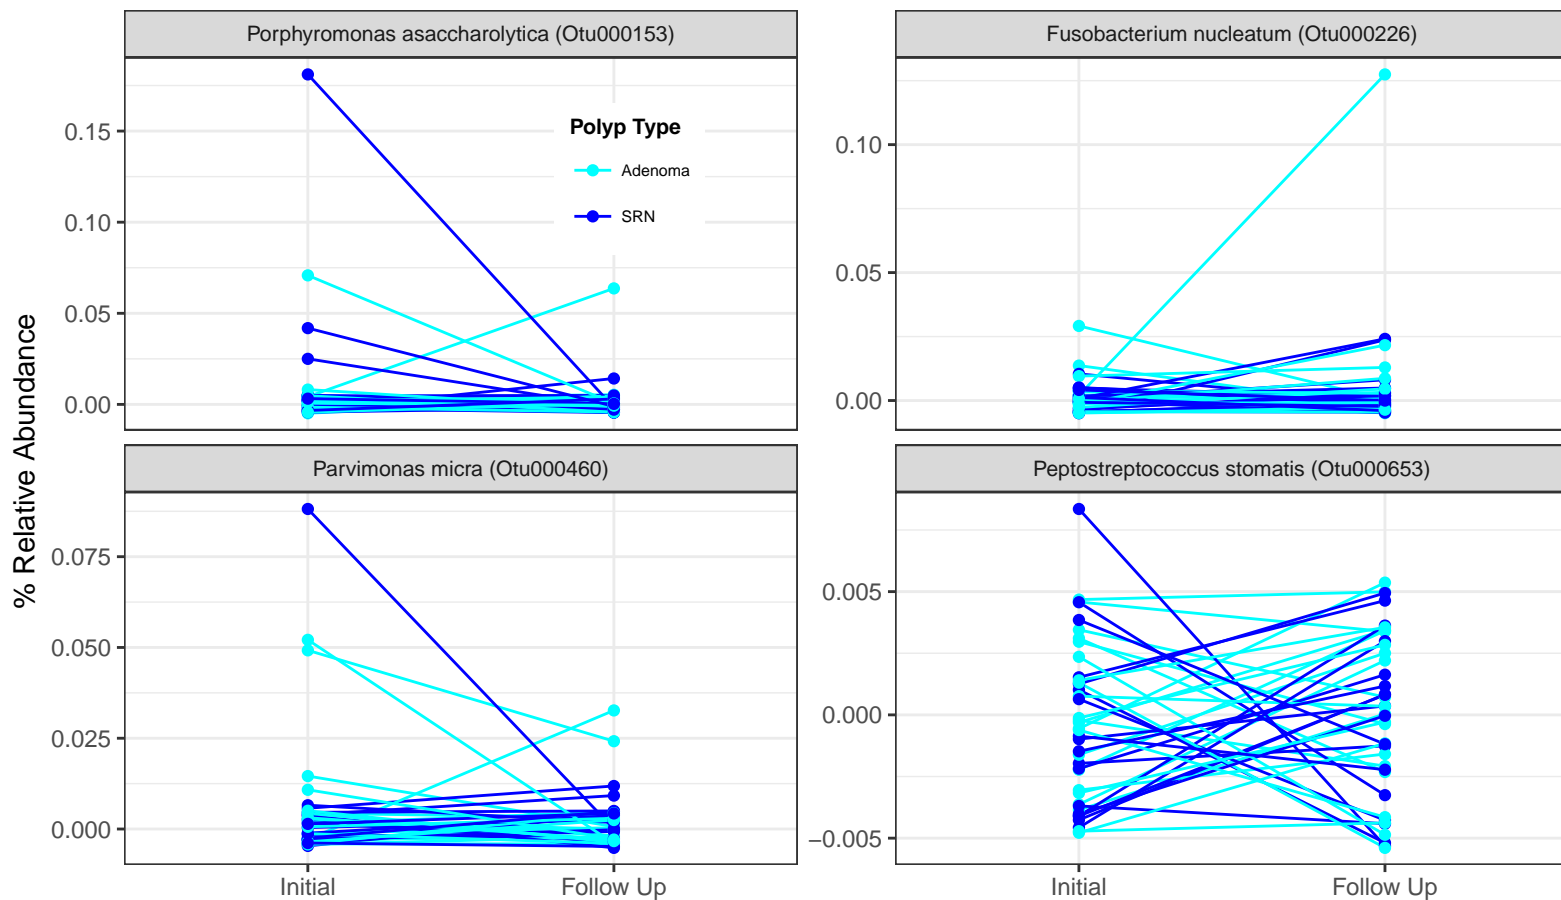 Porphyromonas asaccharolytica (Otu000153)
Fusobacterium nucleatum (Otu000226)
0.15
0.10
0.05
0.00
Polyp Type
Adenoma
SRN
0.10
0.05
0.00
% Relative Abundance
Parvimonas micra (Otu000460)
Peptostreptococcus stomatis (Otu000653)
0.075
0.050
0.025
0.000
0.005
0.000
−0.005
Initial
Follow Up
Initial
Follow Up